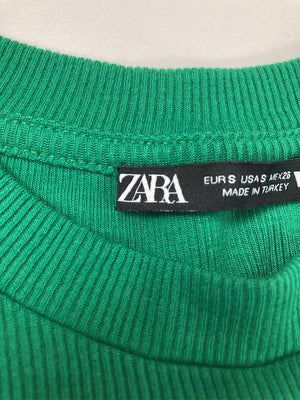 ZARA
EUR S USA S MEX 26
MADE IN TURKEY